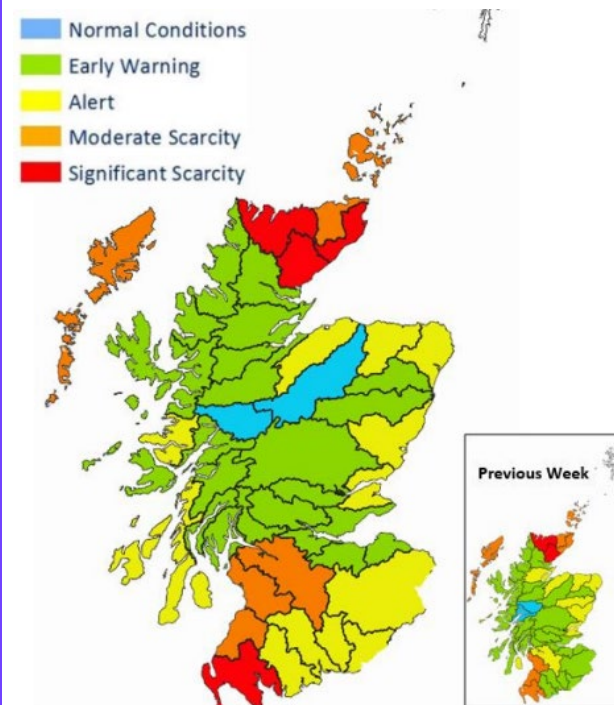 Normal Conditions
Early Warning
Alert
Moderate Scarcity
Significant Scarcity
Previous Week